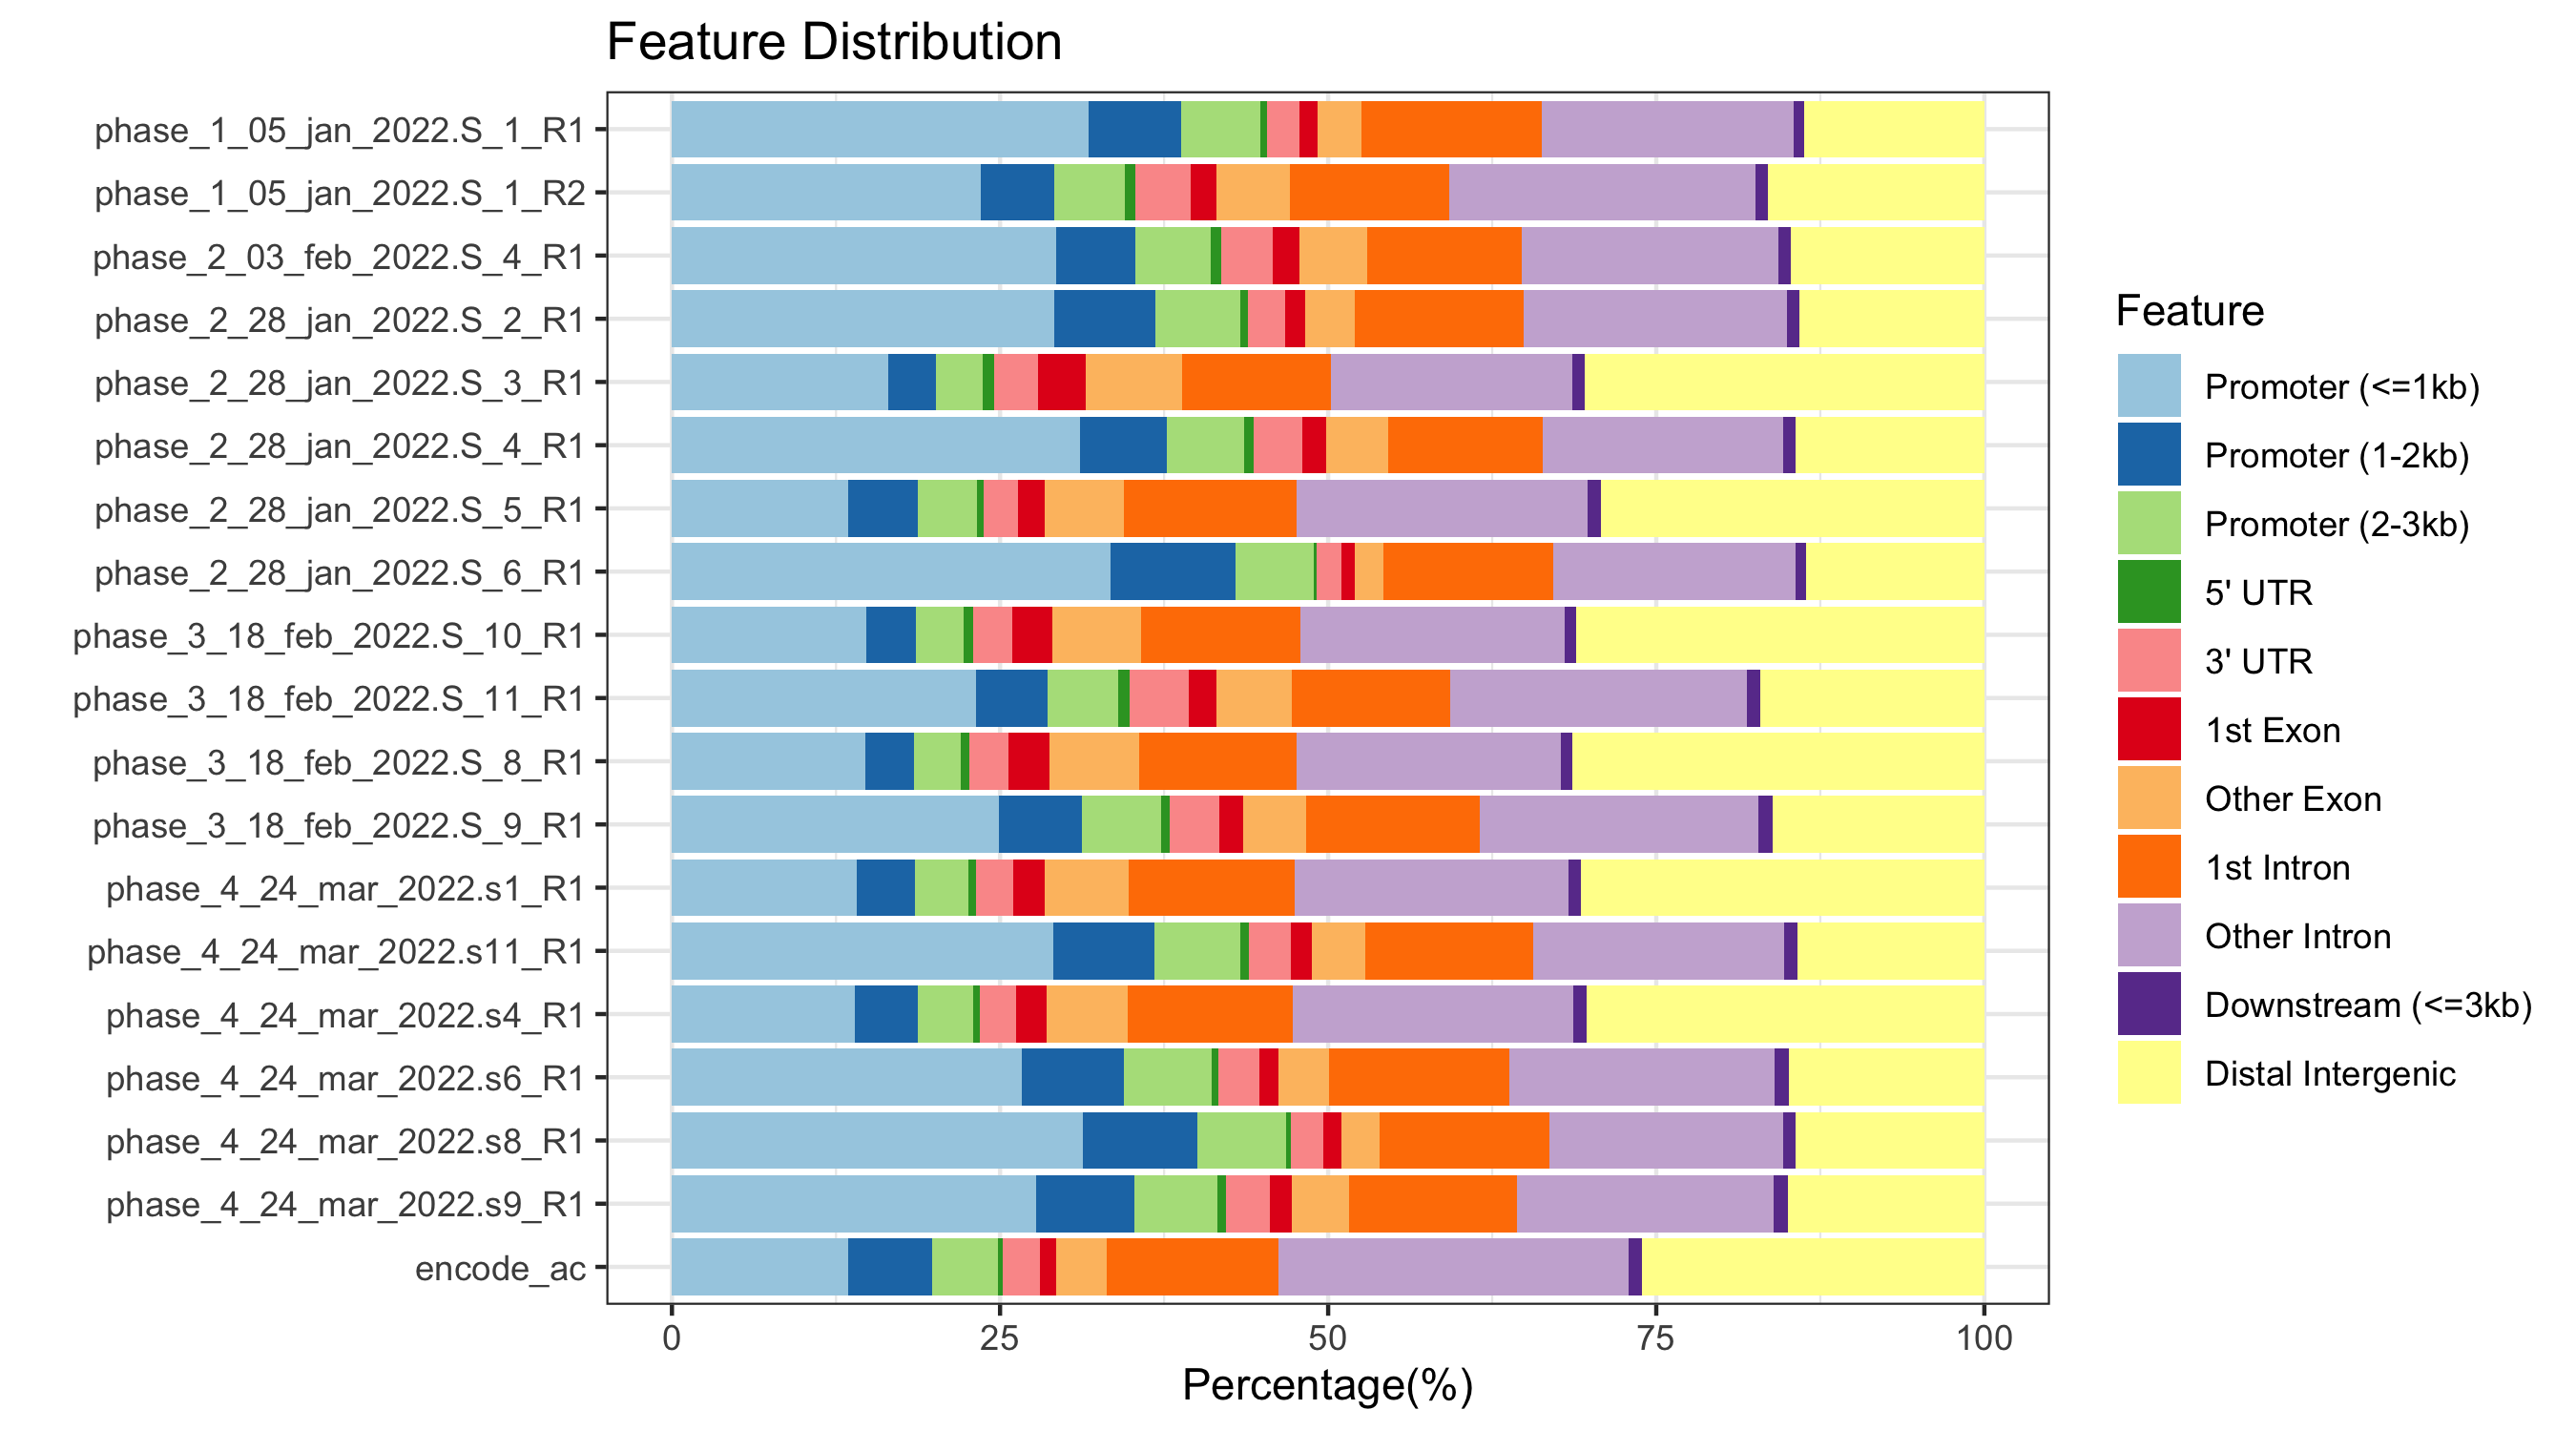 Feature Distribution
phase_1_05_jan_2022.S_1_R1
phase_1_05_jan_2022.S_1_R2
phase_2_03_feb_2022.S_4_R1
phase_2_28_jan_2022.S_2_R1
phase_2_28_jan_2022.S_3_R1
phase_2_28_jan_2022.S_4_R1
phase_2_28_jan_2022.S_5_R1
phase_2_28_jan_2022.S_6_R1
phase_3_18_feb_2022.S_10_R1
phase_3_18_feb_2022.S_11_R1
phase_3_18_feb_2022.S_8_R1
phase_3_18_feb_2022.S_9_R1
phase_4_24_mar_2022.s1_R1
phase_4_24_mar_2022.s11_R1
phase_4_24_mar_2022.s4_R1
phase_4_24_mar_2022.s6_R1
phase_4_24_mar_2022.s8_R1
phase_4_24_mar_2022.s9_R1
encode_ac
0 25 50 75 100
Percentage(%)
Feature
Promoter (<=1kb)
Promoter (1-2kb)
Promoter (2-3kb)
5' UTR
3' UTR
1st Exon
Other Exon
1st Intron
Other Intron
Downstream (<=3kb)
Distal Intergenic